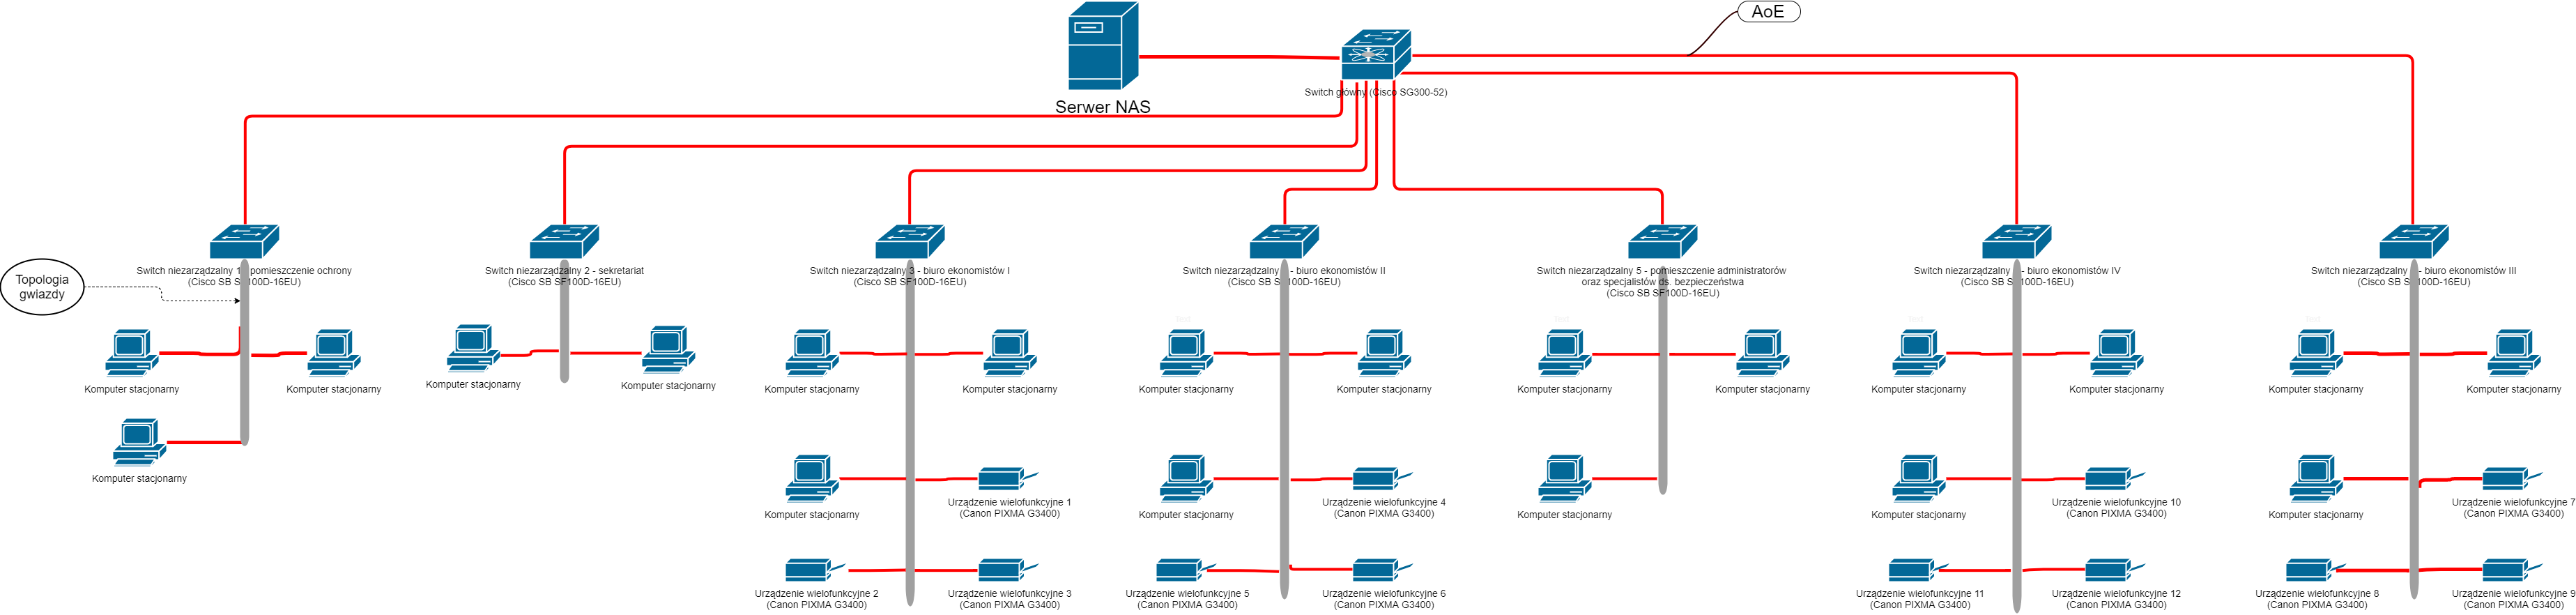 AoE
Serwer NAS
Switch główny (Cisco SG300-52)
Topologia
gwiazdy
Switch niezarządzalny 1 - pomieszczenie ochrony
(Cisco SB SF100D-16EU)
Switch niezarządzalny 2 - sekretariat
(Cisco SB SF100D-16EU)
Switch niezarządzalny 3 - biuro ekonomistów I
(Cisco SB SF100D-16EU)
Switch niezarządzalny - biuro ekonomistów II
(Cisco SB SF100D-16EU)
Switch niezarządzalny 5 - pomieszczenie administratorów
oraz specjalistów ds. bezpieczeństwa
(Cisco SB SF100D-16EU)
Switch niezarządzalny - biuro ekonomistów IV
(Cisco SB SF100D-16EU)
Switch niezarządzalny - biuro ekonomistów III
(Cisco SB SF100D-16EU)
Komputer stacjonarny
Komputer stacjonarny
Komputer stacjonarny
Komputer stacjonarny
Komputer stacjonarny
Komputer stacjonarny
Komputer stacjonarny
Komputer stacjonarny
Urządzenie wielofunkcyjne 1
(Canon PIXMA G3400)
Urządzenie wielofunkcyjne 2
(Canon PIXMA G3400)
Urządzenie wielofunkcyjne 3
(Canon PIXMA G3400)
Komputer stacjonarny
Komputer stacjonarny
Komputer stacjonarny
Urządzenie wielofunkcyjne 4
(Canon PIXMA G3400)
Urządzenie wielofunkcyjne 5
(Canon PIXMA G3400)
Urządzenie wielofunkcyjne 6
(Canon PIXMA G3400)
Komputer stacjonarny
Komputer stacjonarny
Komputer stacjonarny
Komputer stacjonarny
Komputer stacjonarny
Komputer stacjonarny
Urządzenie wielofunkcyjne 10
(Canon PIXMA G3400)
Urządzenie wielofunkcyjne 11
(Canon PIXMA G3400)
Urządzenie wielofunkcyjne 12
(Canon PIXMA G3400)
Komputer stacjonarny
Komputer stacjonarny
Komputer stacjonarny
Urządzenie wielofunkcyjne 7
(Canon PIXMA G3400)
Urządzenie wielofunkcyjne 8
(Canon PIXMA G3400)
Urządzenie wielofunkcyjne 9
(Canon PIXMA G3400)